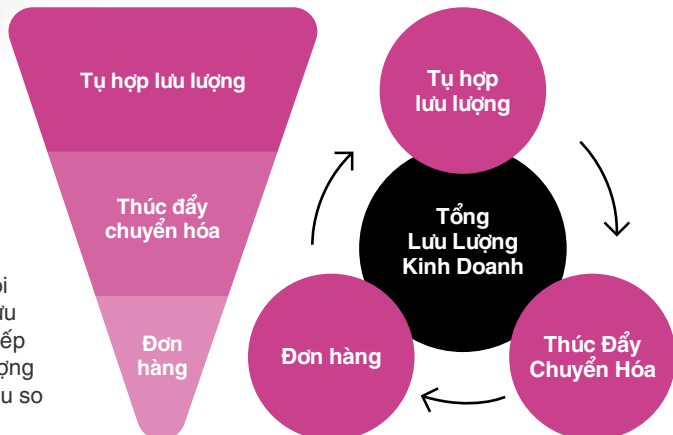 Tụ hợp lưu lượng
Thúc đẩy
chuyển hóa
Đơn
hàng
Tụ hợp
lưu lượng
Tổng
Lưu Lượng
Kinh Doanh
Đơn hàng
Thúc Đẩy
Chuyển Hóa
so